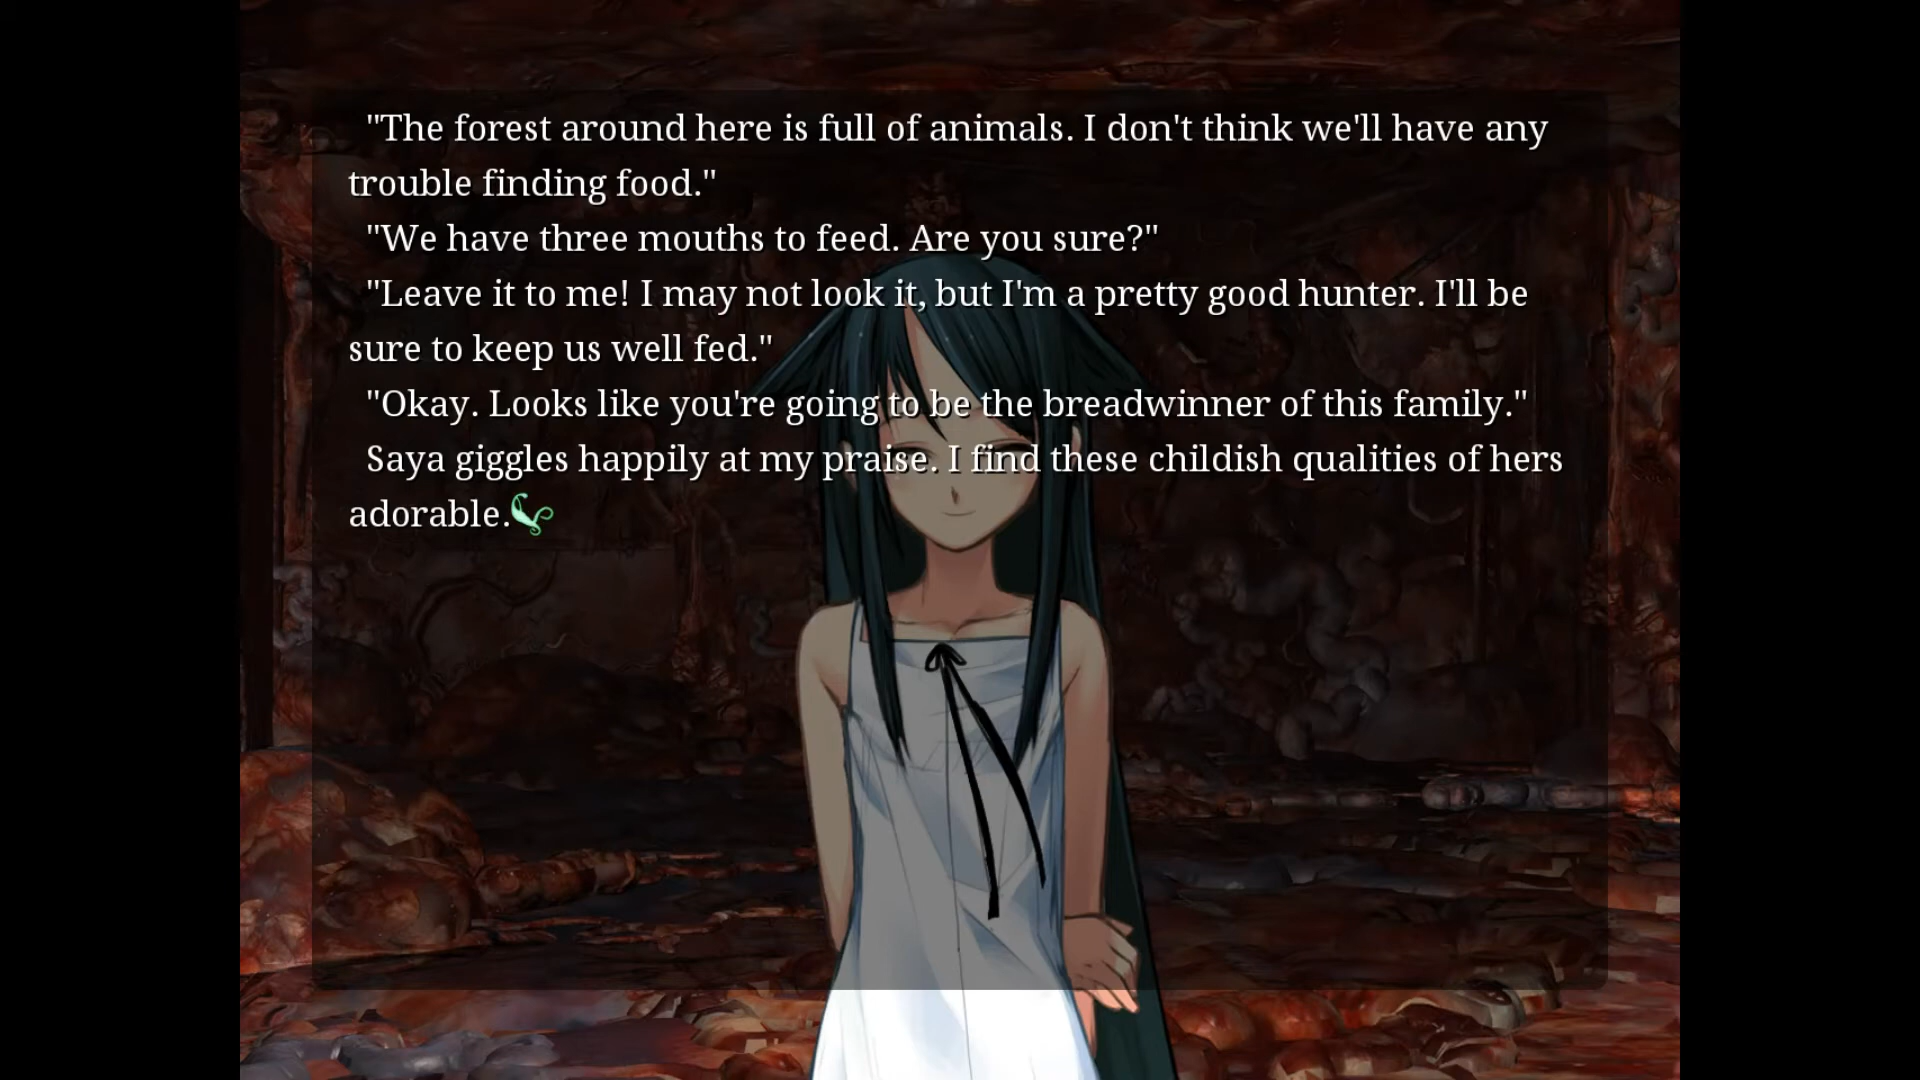 "The forest around here is full of animals. I don't think we'll have any
trouble finding food."
"We have three mouths to feed. Are you sure?"
"Leave it to me! I may not look it, but I'm a pretty good hunter. I'll be
sure to keep us well fed."
"Okay. Looks like you're going to be the breadwinner of this family."
Saya giggles happily at my praise. I find these childish qualities of hers
adorable.